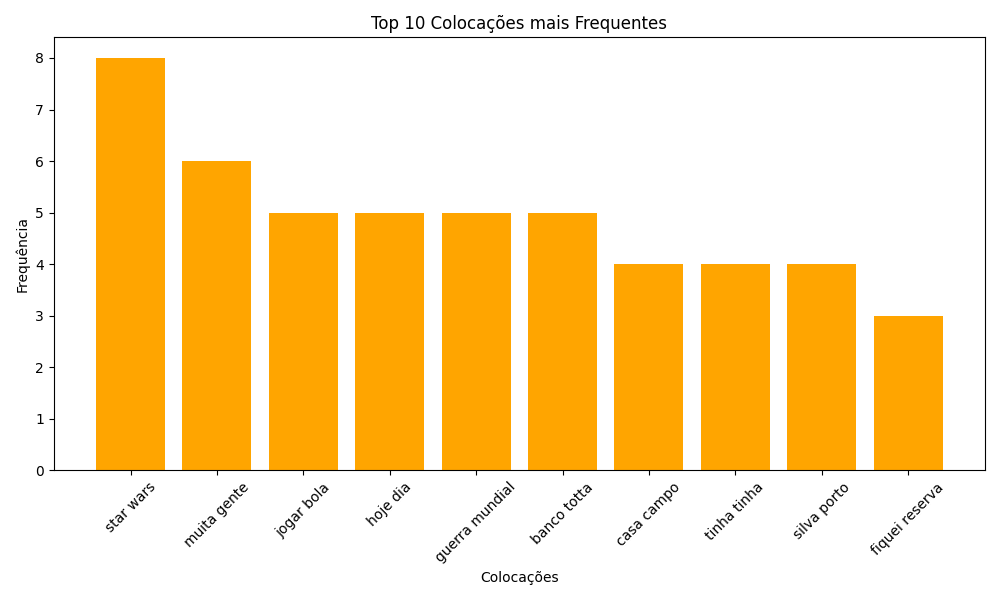 Top 10 Colocações mais Frequentes
Frequência
8
7
6
5
4
3
2
1
0
star wars
muita gente
jogar bola
hoje dia
guerra mundial
banco totta
casa campo
tinha tinha
silva porto
fiquei reserva
Colocações